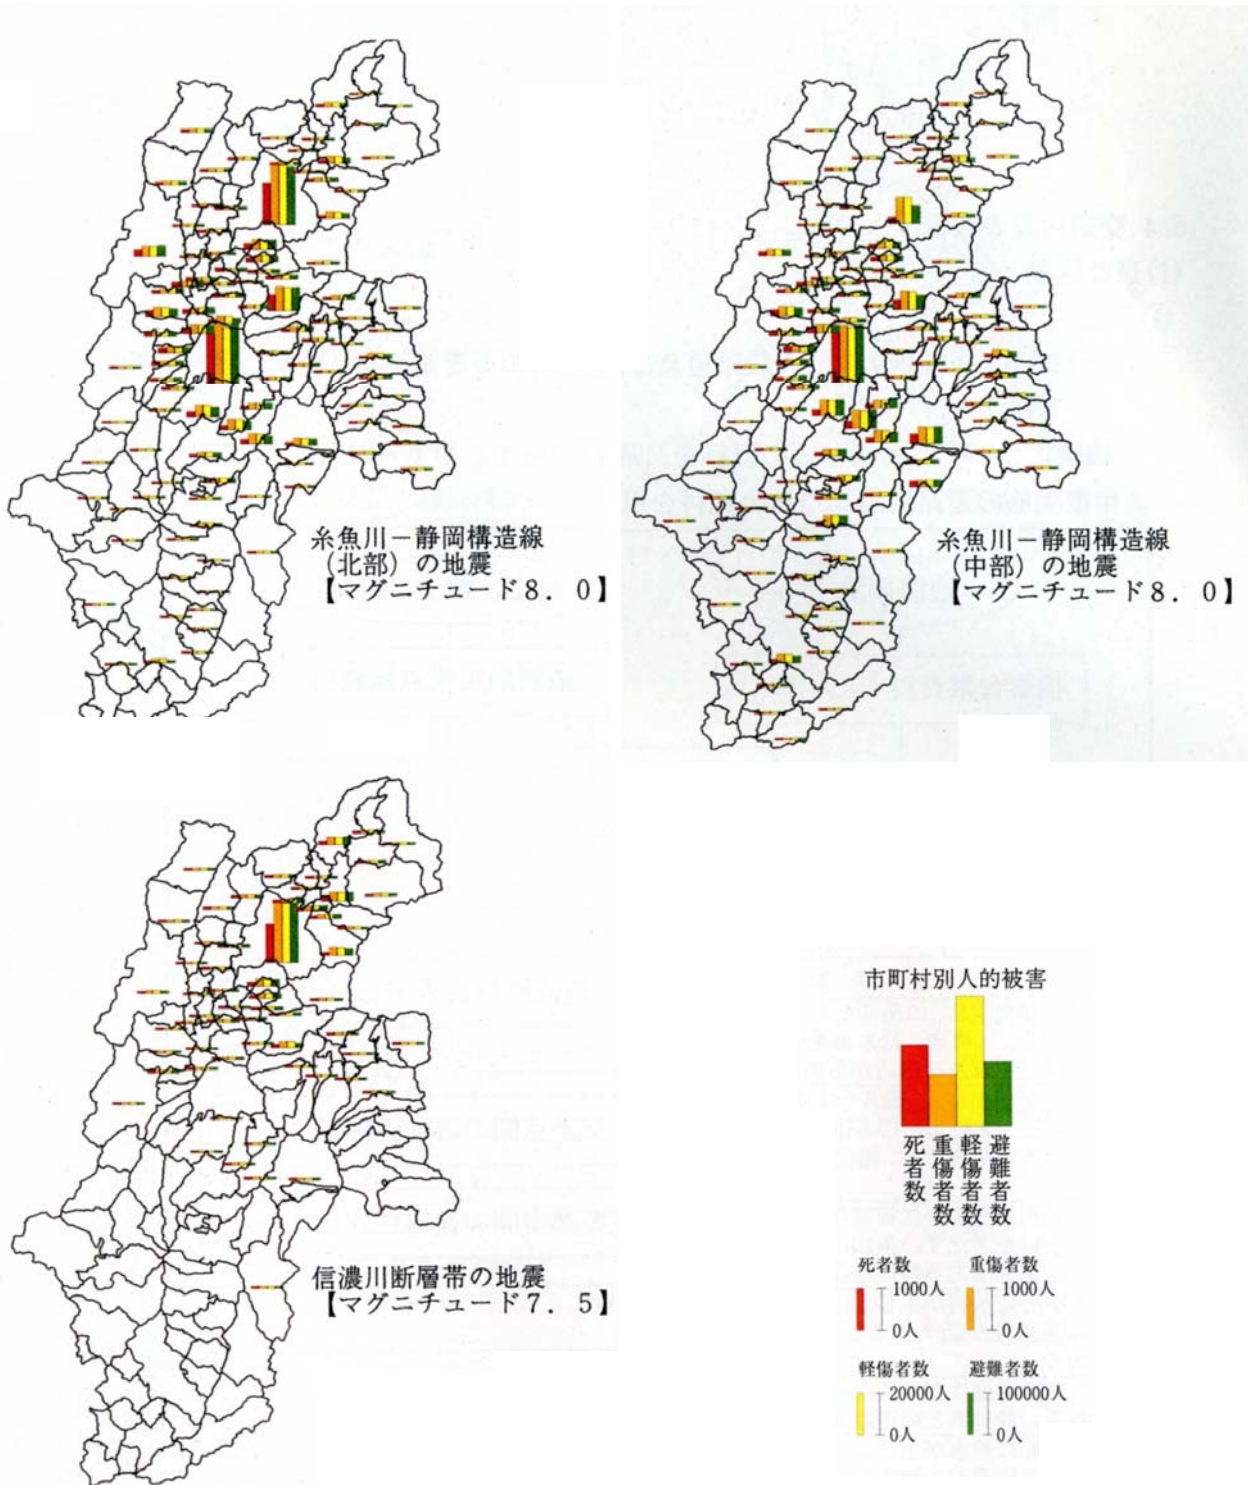 糸魚川－静岡構造線
(北部) の地震
【マグニチュード8．0】
糸魚川－静岡構造線
(中部) の地震
【マグニチュード8．0】
信濃川断層帯の地震
【マグニチュード7．5】
市町村別人的被害
死者数
重傷者数
軽傷者数
避難者数
死者数
1000人
0人
重傷者数
1000人
0人
軽傷者数
20000人
0人
避難者数
100000人
0人